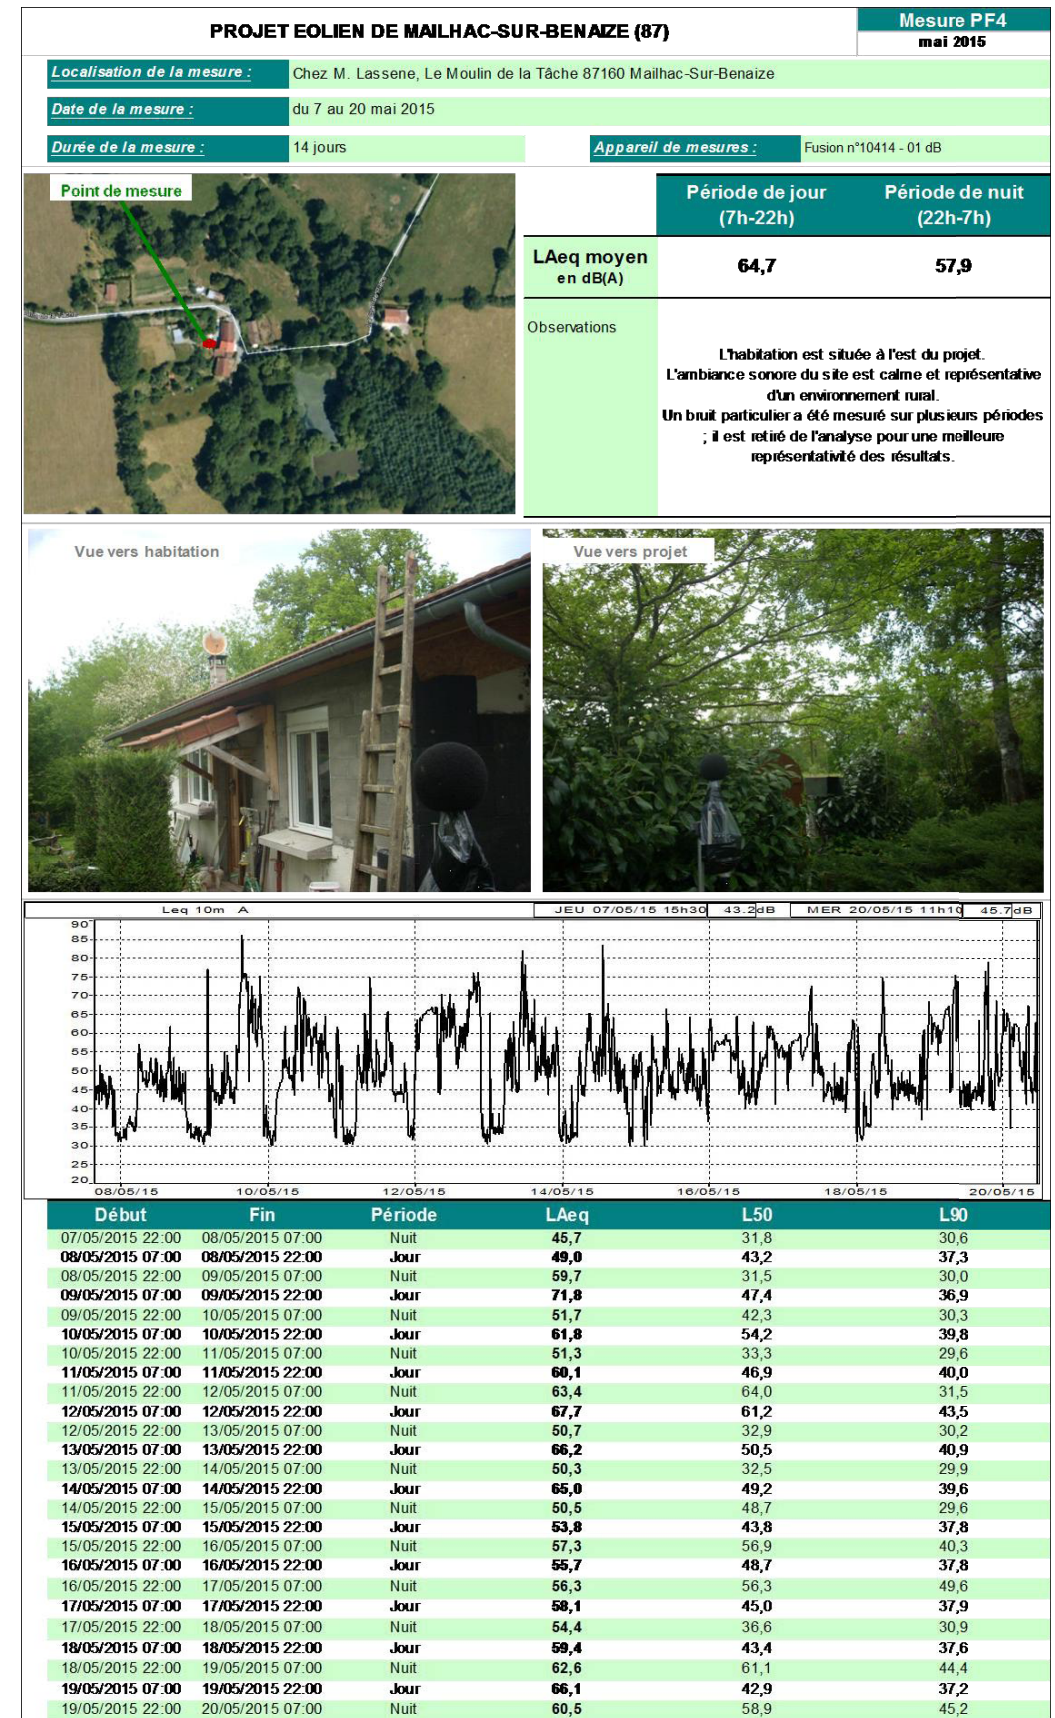 PROJET EOLIEN DE MAILHAC-SUR-BENAIZE (87)
Mesure PF4
mai 2015
Localisation de la mesure :
Chez M. Lassene, Le Moulin de la Tâche 87160 Mailhac-Sur-Benaize
Date de la mesure :
du 7 au 20 mai 2015
Durée de la mesure :
14 jours
Appareil de mesures :
Fusion n°10414 - 01 dB
Point de mesure
Période de jour
(7h-22h)
Période de nuit
(22h-7h)
LAeq moyen
en dB(A)
64,7
57,9
Observations
L'habitation est située à l'est du projet.
L'ambiance sonore du site est calme et représentative
d'un environnement rural.
Un bruit particulier a été mesuré sur plusieurs périodes
; il est retiré de l'analyse pour une meilleure
représentativité des résultats.
Vue vers habitation
Vue vers projet
Leq 10m A
JEU 07/05/15 15h30 43.2dB
MER 20/05/15 11h10 45.7dB
90
85
80
75
70
65
60
55
50
45
40
35
30
25
20
08/05/15 10/05/15 12/05/15 14/05/15 16/05/15 18/05/15 20/05/15
Début Fin Période LAeq L50 L90
07/05/2015 22:00 08/05/2015 07:00 Nuit 45,7 31,8 30,6
08/05/2015 07:00 08/05/2015 22:00 Jour 49,0 43,2 37,3
08/05/2015 22:00 09/05/2015 07:00 Nuit 59,7 31,5 30,0
09/05/2015 07:00 09/05/2015 22:00 Jour 71,8 47,4 36,9
09/05/2015 22:00 10/05/2015 07:00 Nuit 51,7 42,3 30,3
10/05/2015 07:00 10/05/2015 22:00 Jour 61,8 54,2 39,8
10/05/2015 22:00 11/05/2015 07:00 Nuit 51,3 33,3 29,6
11/05/2015 07:00 11/05/2015 22:00 Jour 60,1 46,9 40,0
11/05/2015 22:00 12/05/2015 07:00 Nuit 63,4 64,0 31,5
12/05/2015 07:00 12/05/2015 22:00 Jour 67,7 61,2 43,5
12/05/2015 22:00 13/05/2015 07:00 Nuit 50,7 32,9 30,2
13/05/2015 07:00 13/05/2015 22:00 Jour 66,2 50,5 40,9
13/05/2015 22:00 14/05/2015 07:00 Nuit 50,3 32,5 29,9
14/05/2015 07:00 14/05/2015 22:00 Jour 65,0 49,2 39,6
14/05/2015 22:00 15/05/2015 07:00 Nuit 50,5 48,7 29,6
15/05/2015 07:00 15/05/2015 22:00 Jour 53,8 43,8 37,8
15/05/2015 22:00 16/05/2015 07:00 Nuit 57,3 56,9 40,3
16/05/2015 07:00 16/05/2015 22:00 Jour 55,7 48,7 37,8
16/05/2015 22:00 17/05/2015 07:00 Nuit 56,3 56,3 49,6
17/05/2015 07:00 17/05/2015 22:00 Jour 58,1 45,0 37,9
17/05/2015 22:00 18/05/2015 07:00 Nuit 54,4 36,6 30,9
18/05/2015 07:00 18/05/2015 22:00 Jour 59,4 43,4 37,6
18/05/2015 22:00 19/05/2015 07:00 Nuit 62,6 61,1 44,4
19/05/2015 07:00 19/05/2015 22:00 Jour 66,1 42,9 37,2
19/05/2015 22:00 20/05/2015 07:00 Nuit 60,5 58,9 45,2